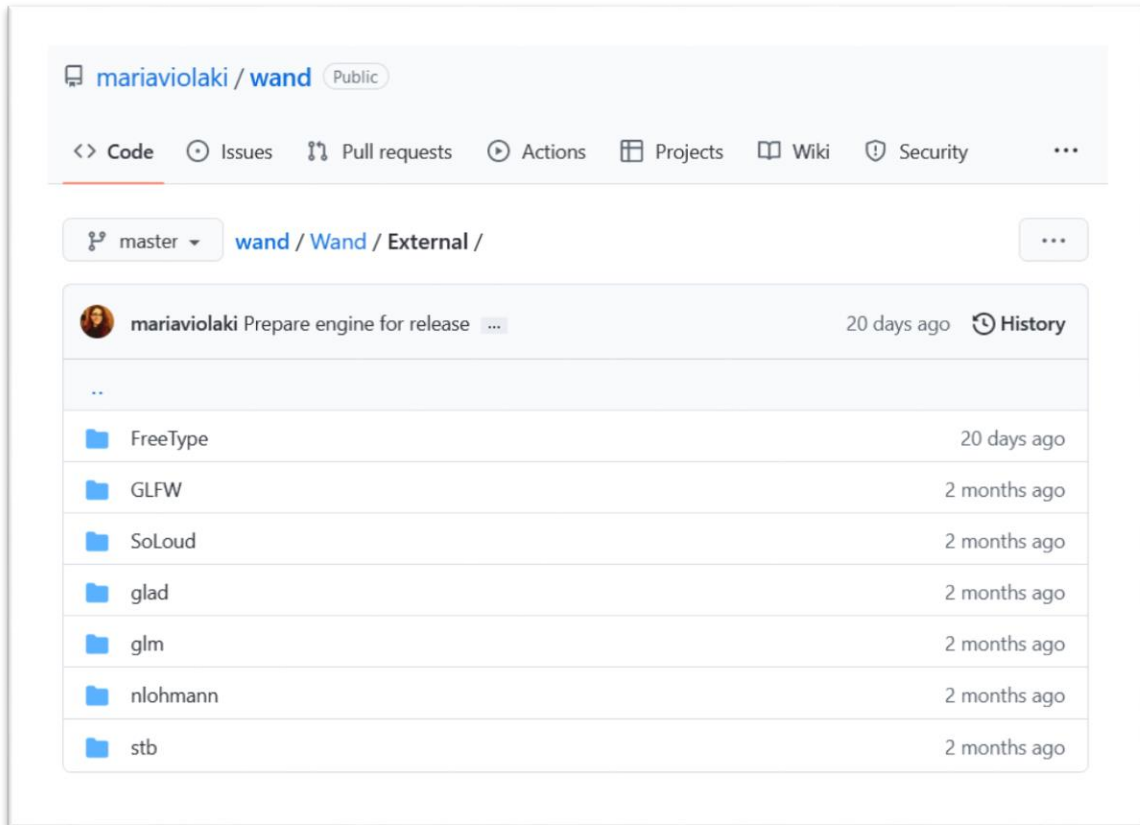 mariaviolaki / wand Public
Code Issues Pull requests Actions Projects Wiki Security ...
master wand / Wand / External / ...
mariaviolaki Prepare engine for release ... 20 days ago History
..
FreeType 20 days ago
GLFW 2 months ago
SoLoud 2 months ago
glad 2 months ago
glm 2 months ago
nlohmann 2 months ago
stb 2 months ago